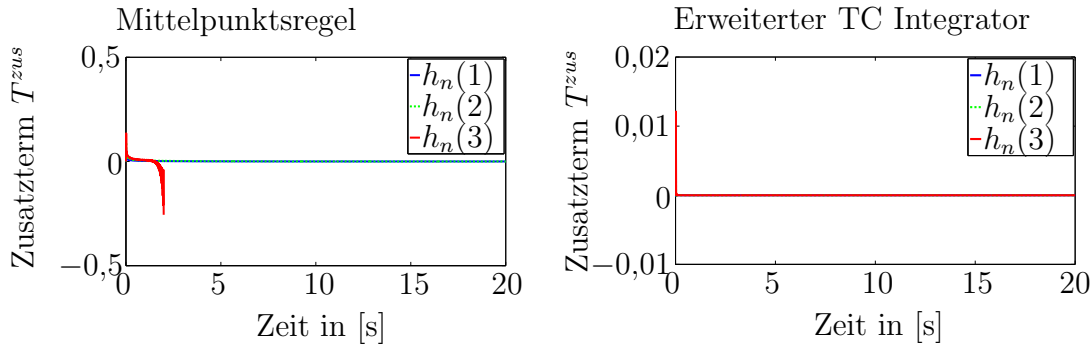 Mittelpunktsregel
0,5
0
−0,5
Zusatzterm T^{zus}
h_n(1)
h_n(2)
h_n(3)
0 5 10 15 20
Zeit in [s]
Erweiterter TC Integrator
0,02
0,01
0
−0,01
Zusatzterm T^{zus}
h_n(1)
h_n(2)
h_n(3)
0 5 10 15 20
Zeit in [s]